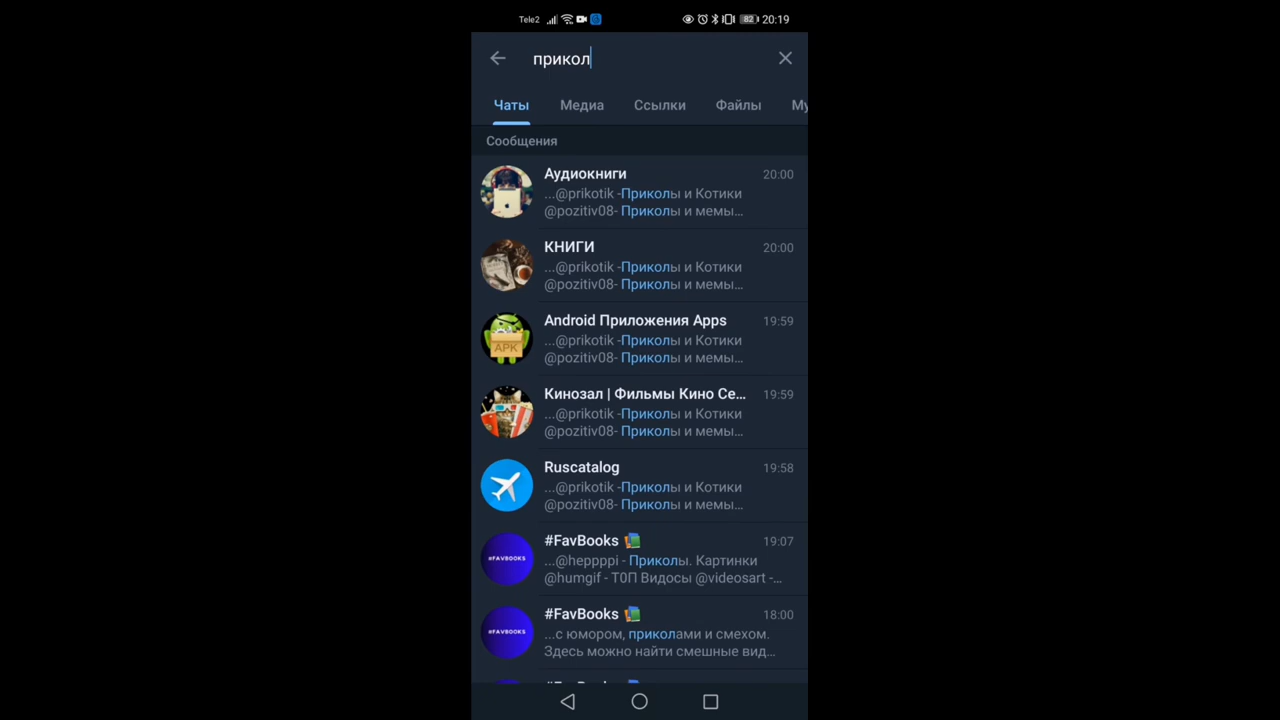 Tele2 82 20:19
прикол
Чаты Медиа Ссылки Файлы Му
Сообщения
Аудиокниги 20:00
...@prikotik -Приколы и Котики
@pozitiv08- Приколы и мемы...
КНИГИ 20:00
...@prikotik -Приколы и Котики
@pozitiv08- Приколы и мемы...
Android Приложения Apps 19:59
...@prikotik -Приколы и Котики
APK
@pozitiv08- Приколы и мемы...
Кинозал | Фильмы Кино Се... 19:59
...@prikotik -Приколы и Котики
@pozitiv08- Приколы и мемы...
Ruscatalog 19:58
...@prikotik -Приколы и Котики
@pozitiv08- Приколы и мемы...
#FavBooks 19:07
#FAVBOOKS
...@heppppi - Приколы. Картинки
@humgif - Т0П Видосы @videosart -...
#FavBooks 18:00
#FAVBOOKS
...с юмором, приколами и смехом.
Здесь можно найти смешные вид...